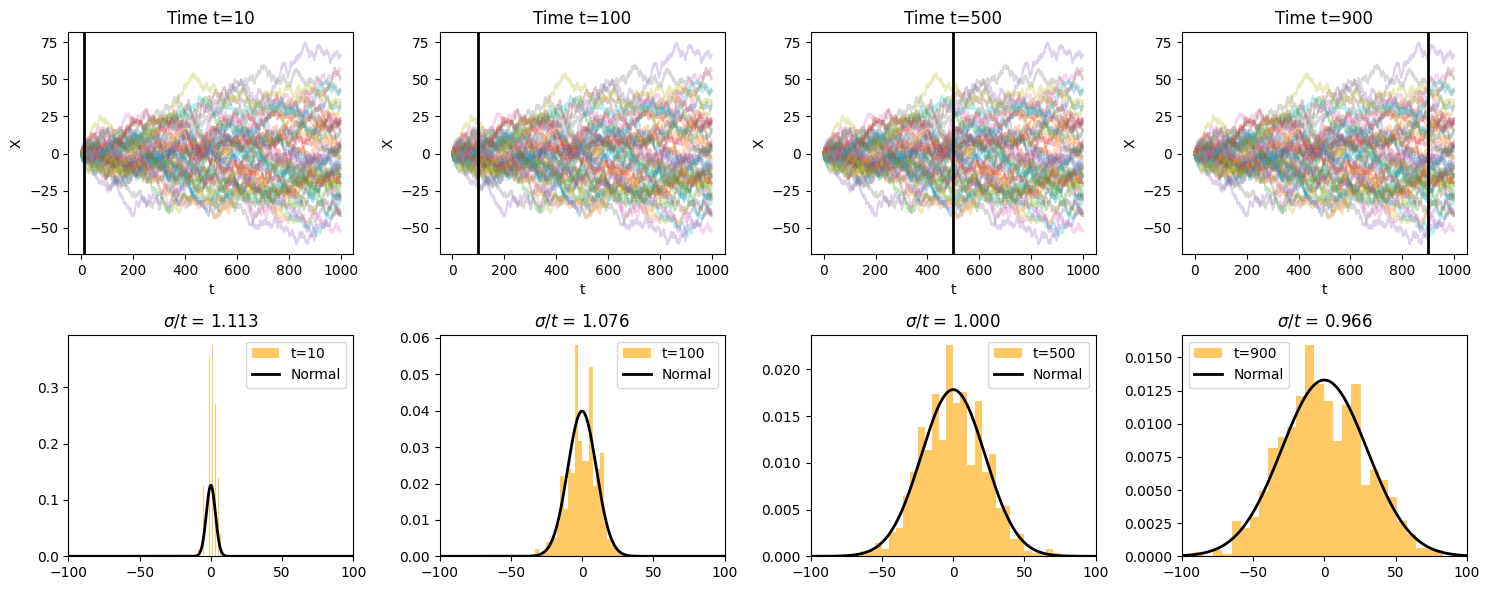 Time t=10
75
50
25
0
−25
−50
X
0 200 400 600 800 1000
t
Time t=100
75
50
25
0
−25
−50
X
0 200 400 600 800 1000
t
Time t=500
75
50
25
0
−25
−50
X
0 200 400 600 800 1000
t
Time t=900
75
50
25
0
−25
−50
X
0 200 400 600 800 1000
t
σ/t = 1.113
t=10
Normal
0.3
0.2
0.1
0.0
−100 −50 0 50 100
σ/t = 1.076
t=100
Normal
0.06
0.05
0.04
0.03
0.02
0.01
0.00
−100 −50 0 50 100
σ/t = 1.000
t=500
Normal
0.020
0.015
0.010
0.005
0.000
−100 −50 0 50 100
σ/t = 0.966
t=900
Normal
0.0150
0.0125
0.0100
0.0075
0.0050
0.0025
0.0000
−100 −50 0 50 100